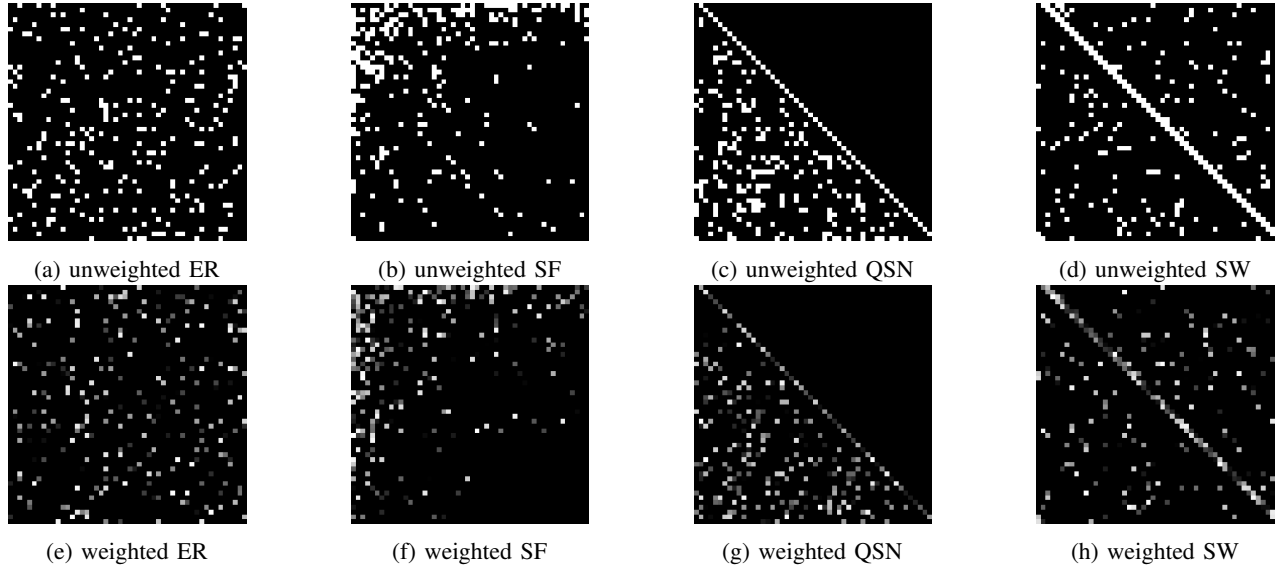 (a) unweighted ER
(b) unweighted SF
(c) unweighted QSN
(d) unweighted SW
(e) weighted ER
(f) weighted SF
(g) weighted QSN
(h) weighted SW